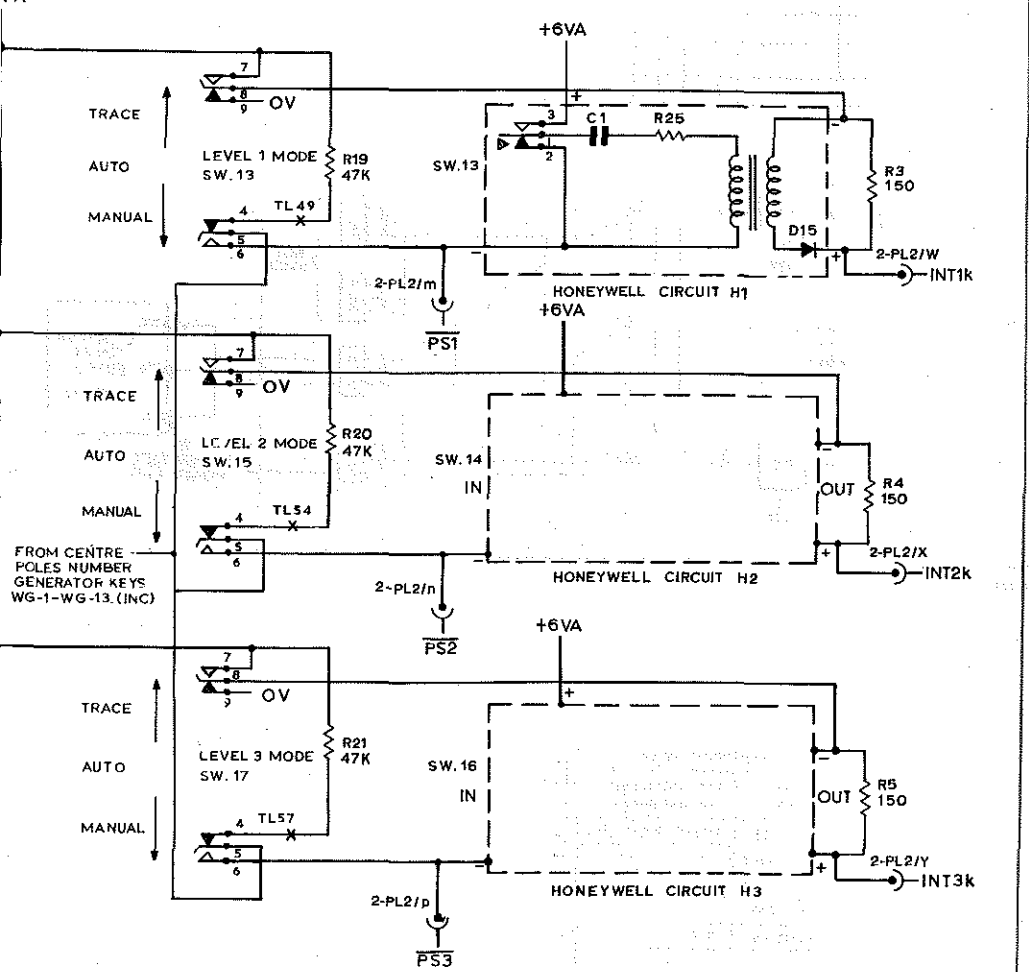 +6VA
7
8
9
OV
TRACE
AUTO
MANUAL
LEVEL 1 MODE
SW.13
R19
47K
4
TL49
5
6
SW.13
3
1
2
+
C1
R25
-
R3
150
D15
+
-
2-PL2/m
PS1
2-PL2/W
INT1k
HONEYWELL CIRCUIT H1
+6VA
7
8
9
OV
TRACE
AUTO
MANUAL
LEVEL 2 MODE
SW.15
R20
47K
4
TL54
5
6
SW.14
IN
-
OUT
-
R4
150
+
FROM CENTRE
POLES NUMBER
GENERATOR KEYS
WG-1-WG-13.(INC)
2-PL2/n
PS2
2-PL2/X
INT2k
HONEYWELL CIRCUIT H2
+6VA
+
7
8
9
OV
TRACE
AUTO
MANUAL
LEVEL 3 MODE
SW.17
R21
47K
4
TL57
5
6
SW.16
IN
-
OUT
-
R5
150
+
2-PL2/p
PS3
2-PL2/Y
INT3k
HONEYWELL CIRCUIT H3